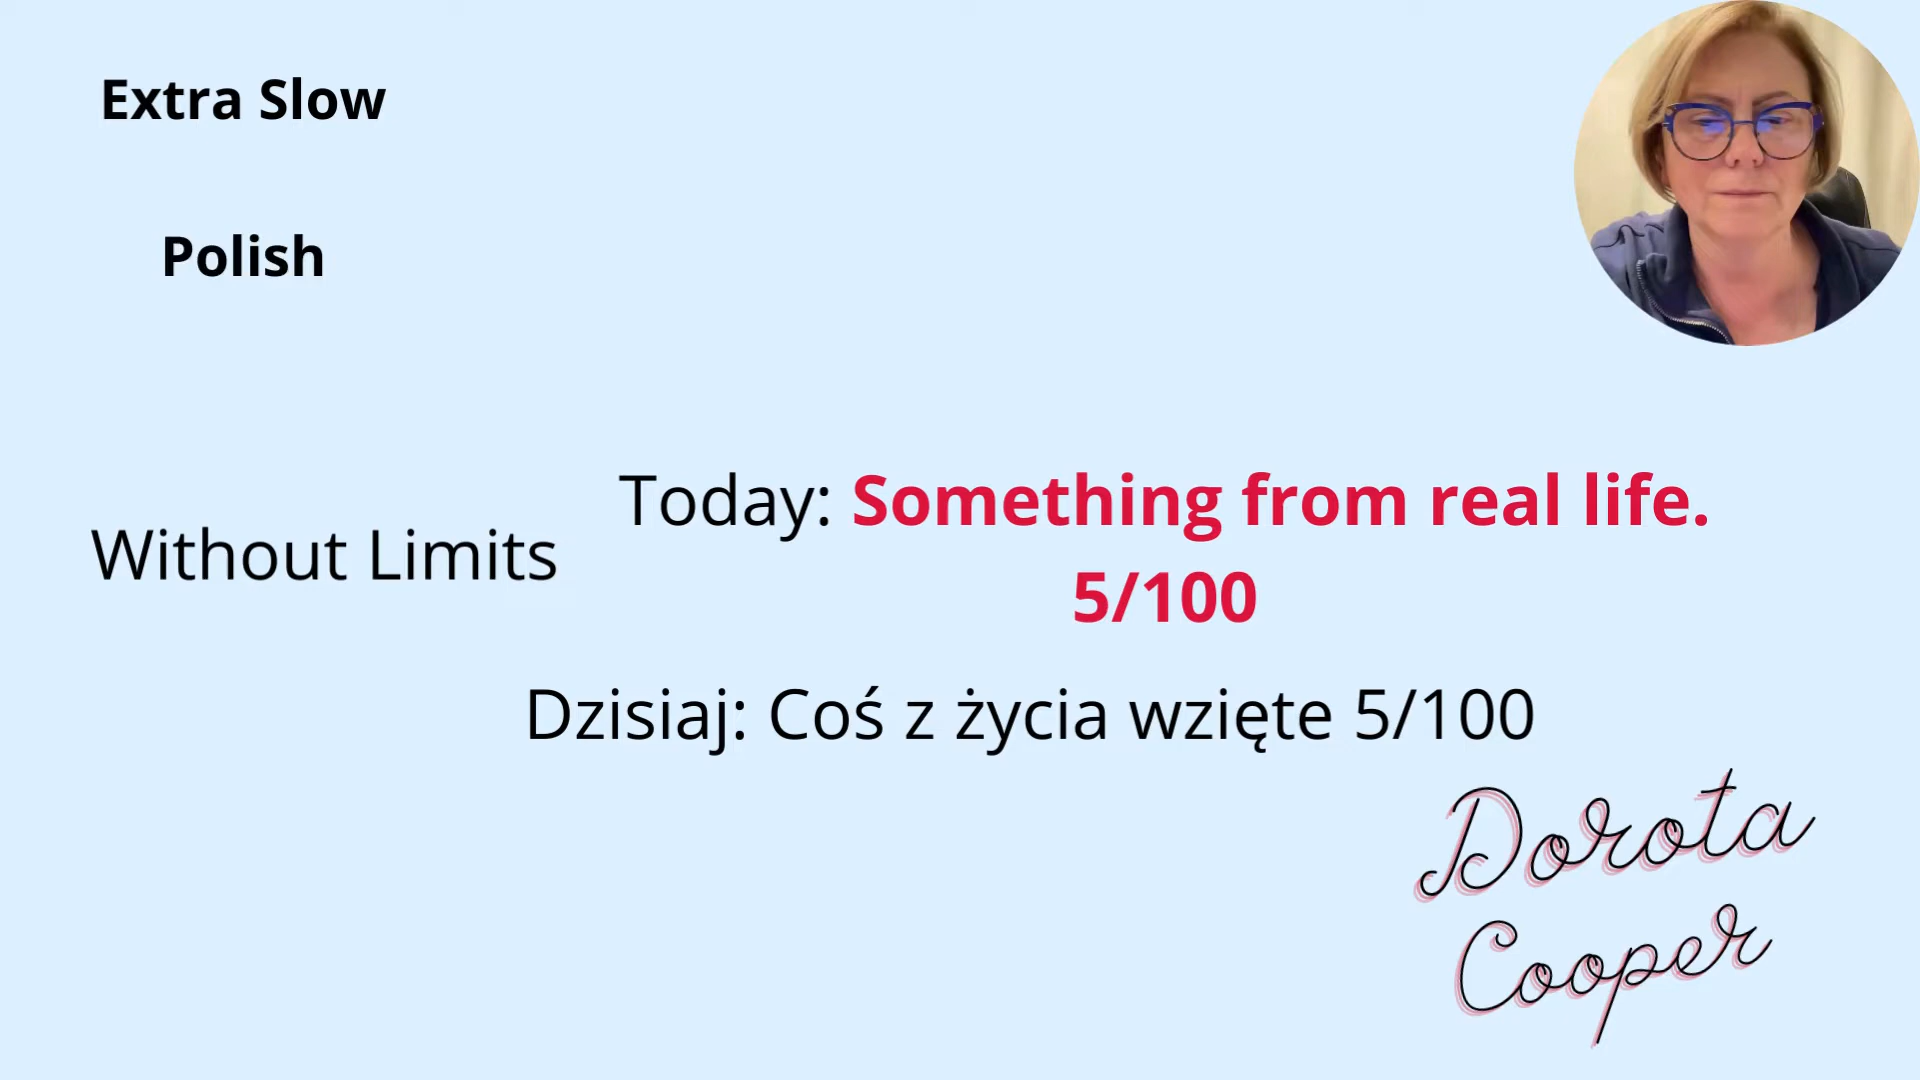 Extra Slow
Polish
Without Limits
Today: Something from real life.
5/100
Dzisiaj: Coś z życia wzięte 5/100
Dorota
Cooper